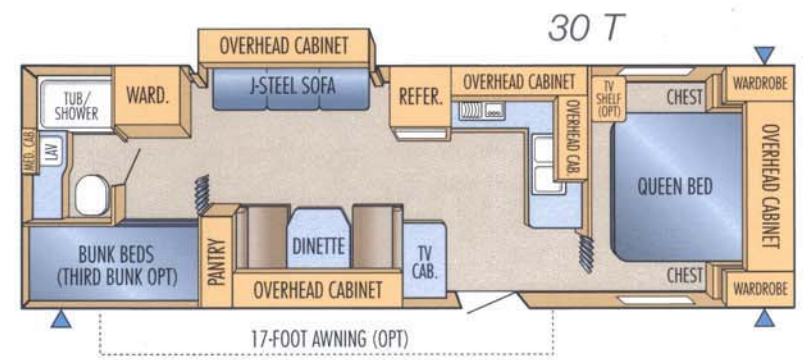 30 T
OVERHEAD CABINET
J-STEEL SOFA
TUB/
SHOWER
WARD.
REFER.
OVERHEAD CABINET
OVERHEAD CAB.
TV
SHELF
(OPT)
CHEST
WARDROBE
MED. CAB
LAV
QUEEN BED
OVERHEAD CABINET
BUNK BEDS
(THIRD BUNK OPT)
PANTRY
DINETTE
TV
CAB.
OVERHEAD CABINET
CHEST
WARDROBE
17-FOOT AWNING (OPT)